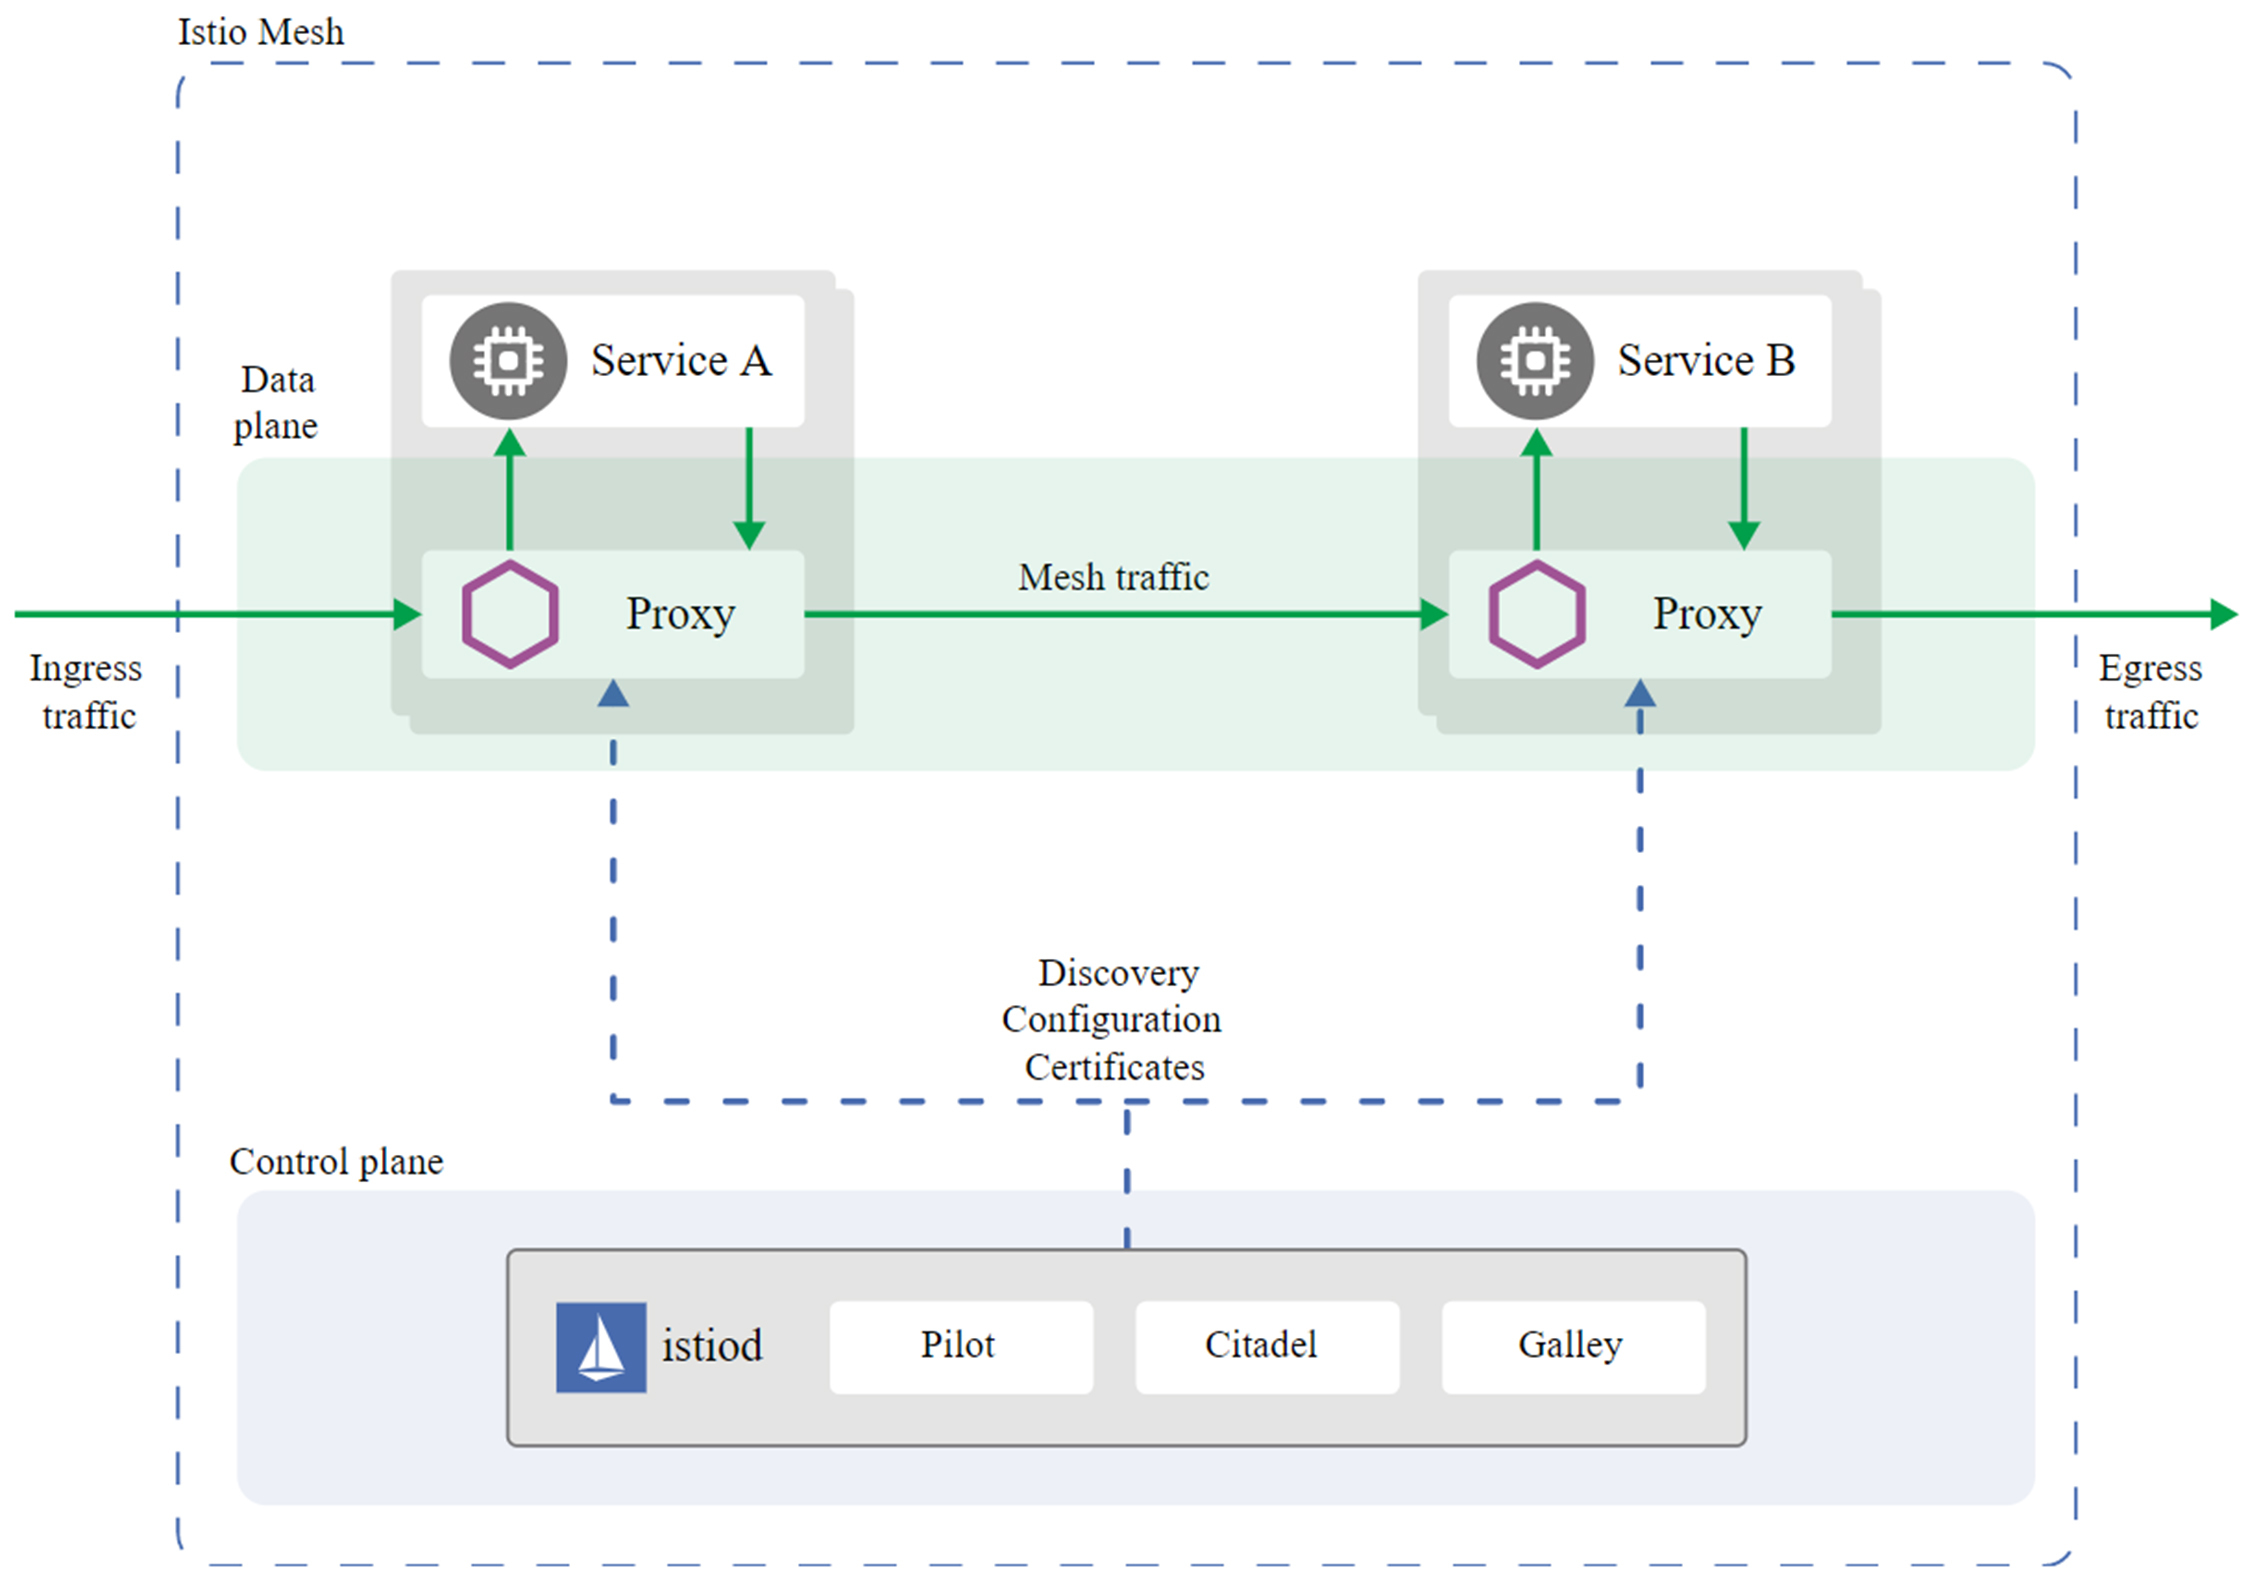 Istio Mesh
Service A
Service B
Data
plane
Mesh traffic
Proxy
Proxy
Ingress
traffic
Egress
traffic
Discovery
Configuration
Certificates
Control plane
istiod
Pilot
Citadel
Galley